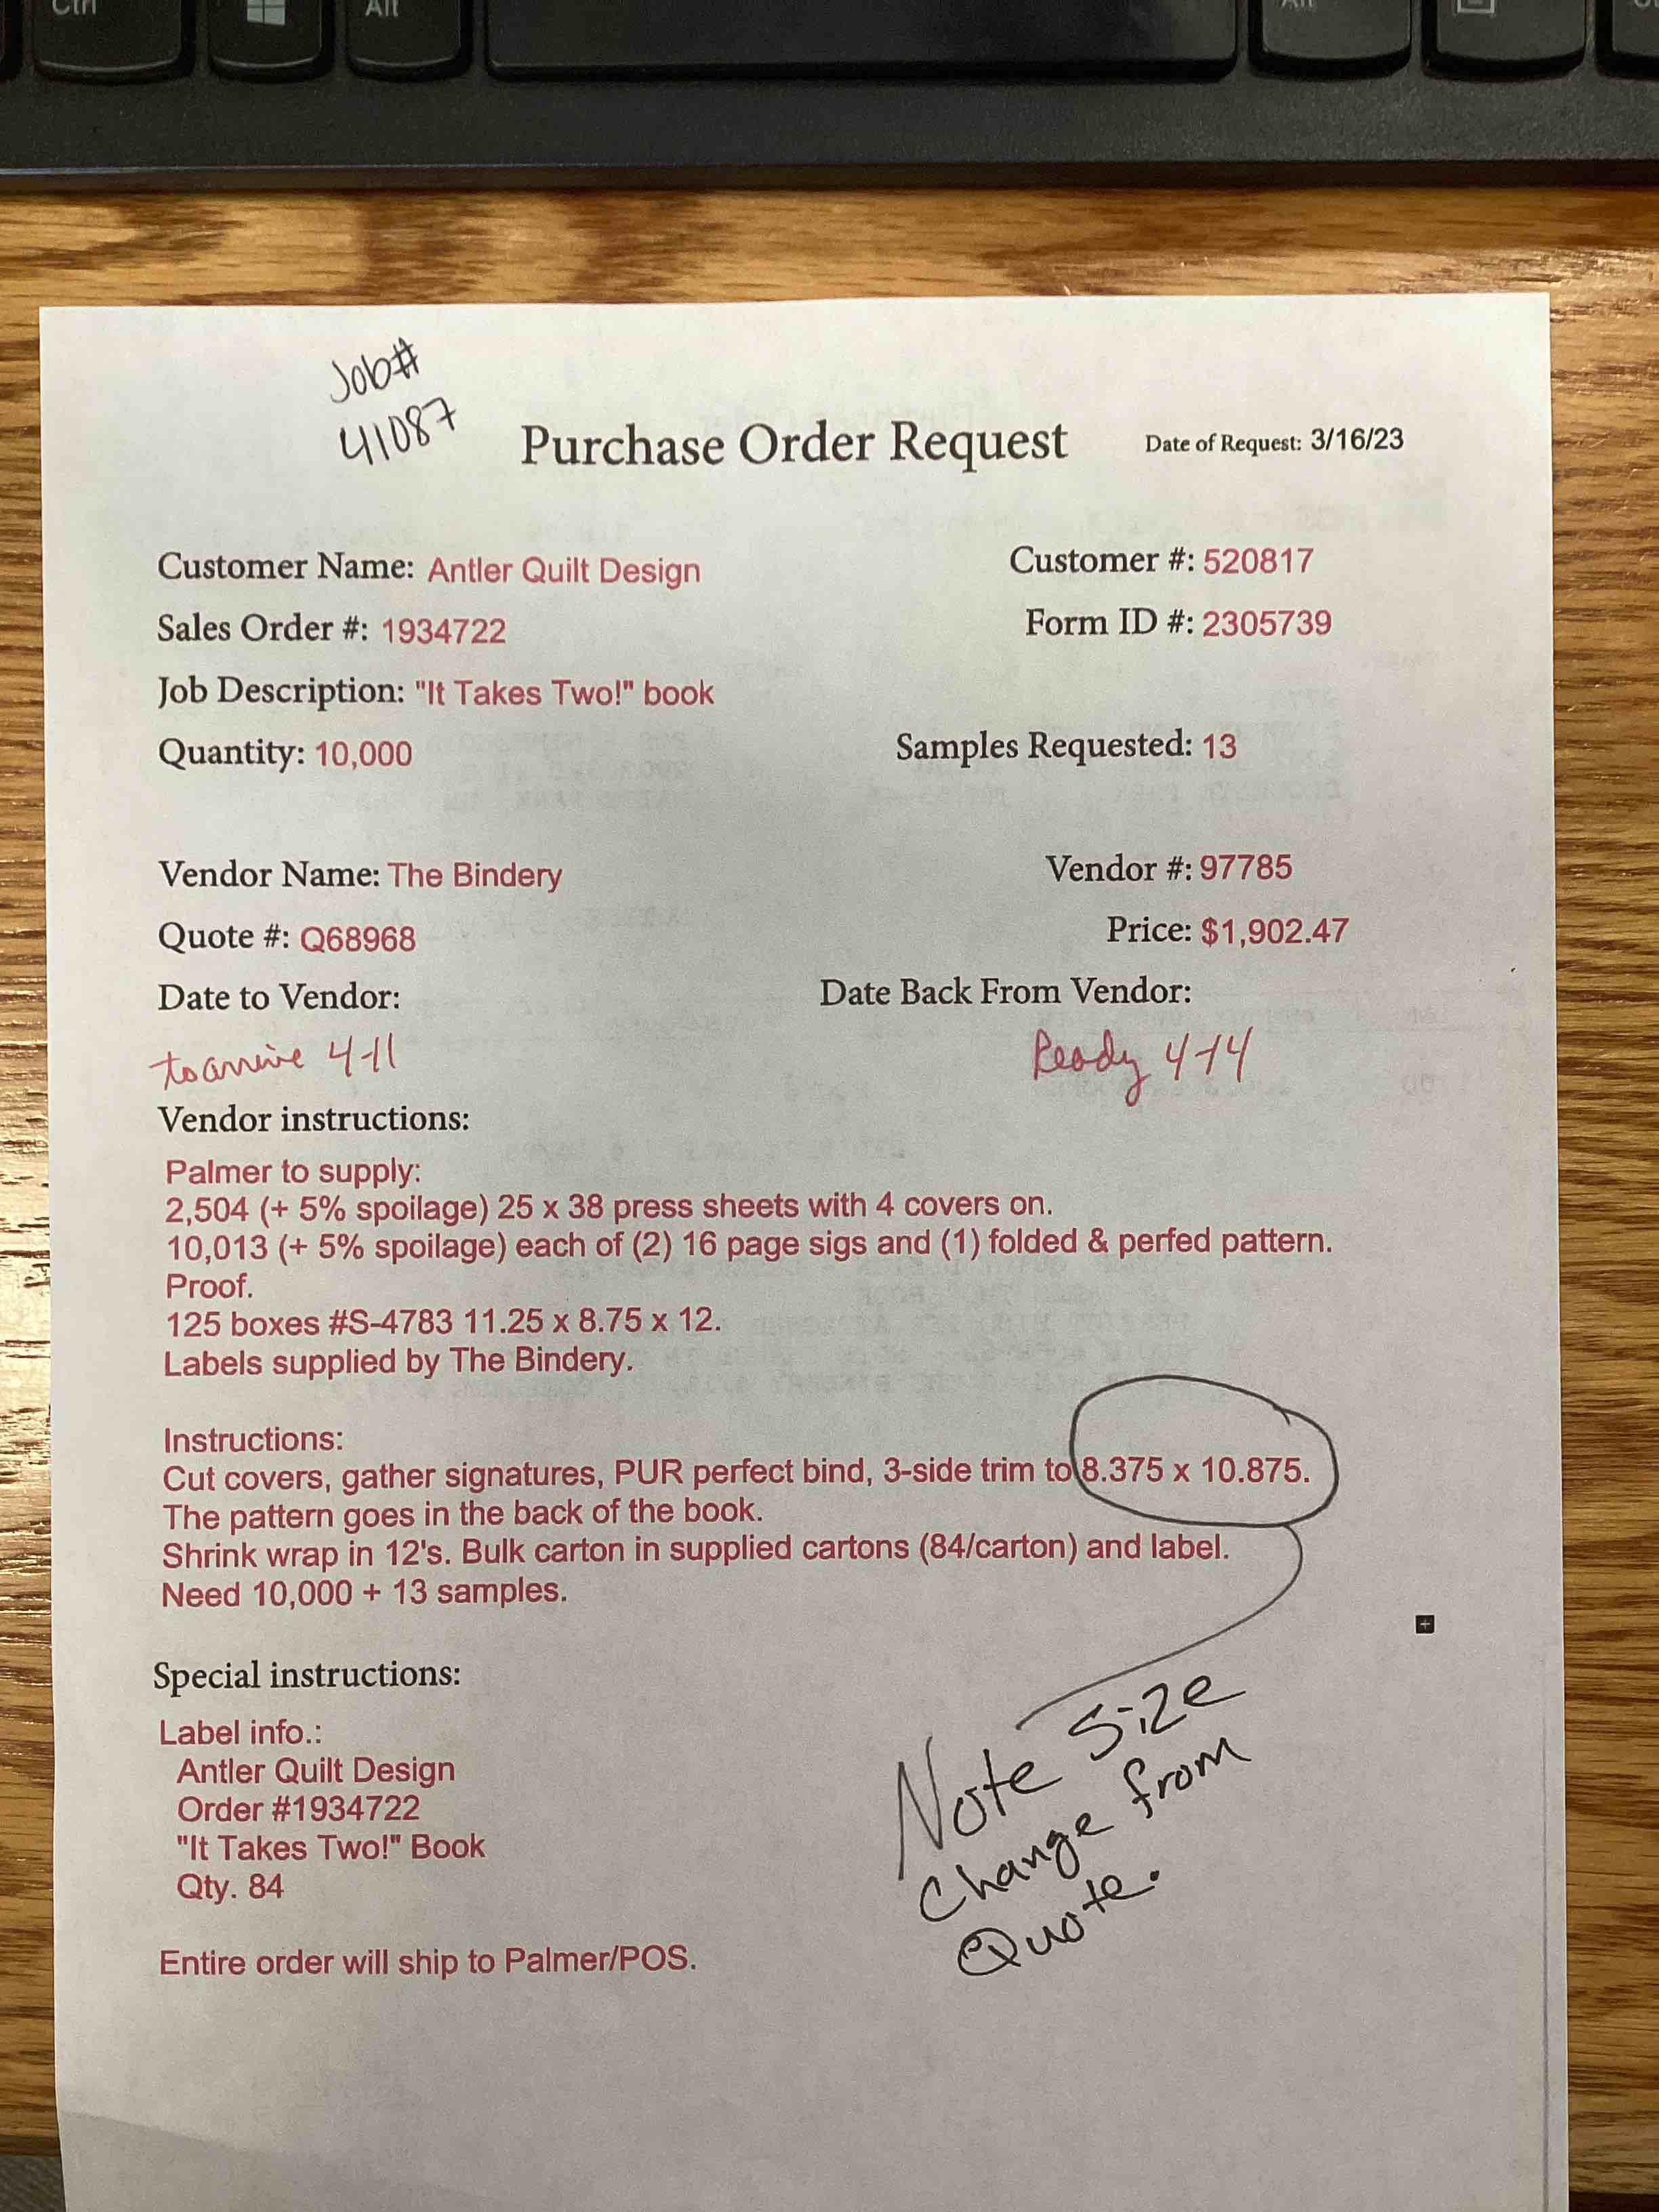 Ctrl
Alt
Alt
Job#
41087
Purchase Order Request
Date of Request: 3/16/23
Customer Name: Antler Quilt Design
Customer #: 520817
Sales Order #: 1934722
Form ID #: 2305739
Job Description: "It Takes Two!" book
Quantity: 10,000
Samples Requested: 13
Vendor Name: The Bindery
Vendor #: 97785
Quote #: Q68968
Price: $1,902.47
Date to Vendor:
Date Back From Vendor:
to arrive 4-11
Ready 4-14
Vendor instructions:
Palmer to supply:
2,504 (+ 5% spoilage) 25 x 38 press sheets with 4 covers on.
10,013 (+ 5% spoilage) each of (2) 16 page sigs and (1) folded & perfed pattern.
Proof.
125 boxes #S-4783 11.25 x 8.75 x 12.
Labels supplied by The Bindery.
Instructions:
Cut covers, gather signatures, PUR perfect bind, 3-side trim to 8.375 x 10.875.
The pattern goes in the back of the book.
Shrink wrap in 12's. Bulk carton in supplied cartons (84/carton) and label.
Need 10,000 + 13 samples.
Special instructions:
Label info.:
Antler Quilt Design
Order #1934722
"It Takes Two!" Book
Qty. 84
Entire order will ship to Palmer/POS.
Note Size
Change from
Quote.